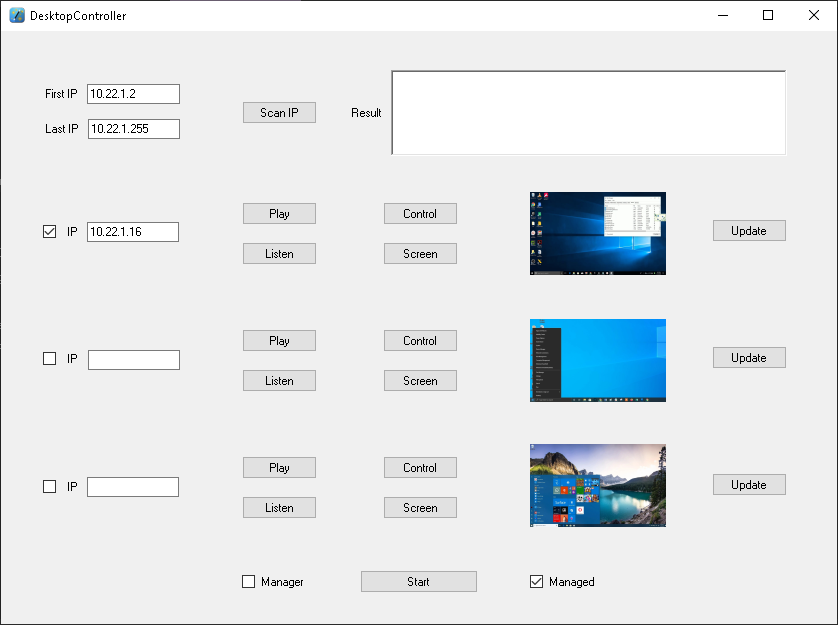 DesktopController
First IP 10.22.1.2
Scan IP Result
Last IP 10.22.1.255
IP 10.22.1.16
Play Control
Update
Listen Screen
IP
Play Control
Update
Listen Screen
IP
Play Control
Update
Listen Screen
Manager Start Managed